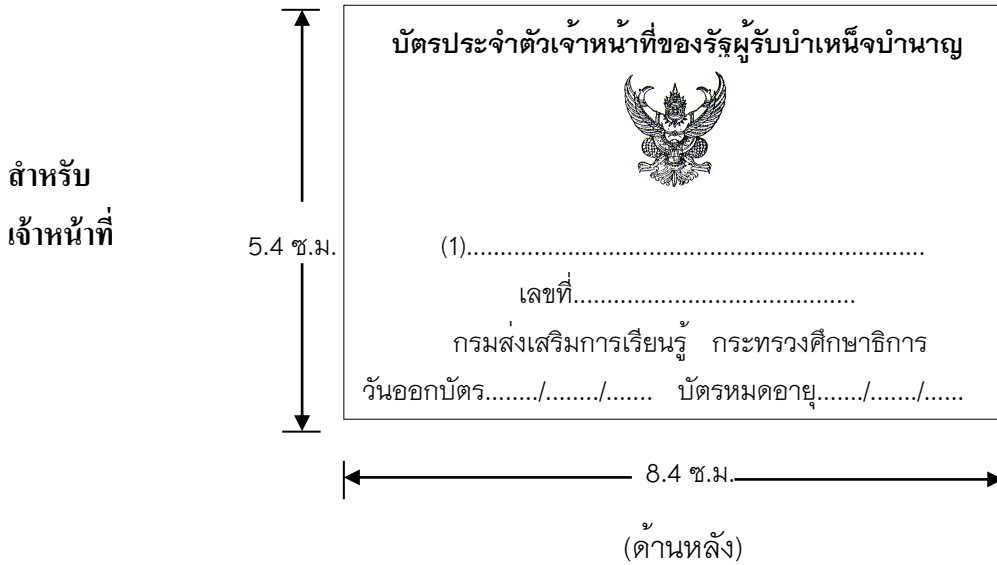 บัตรประจำตัวเจ้าหน้าที่ของรัฐผู้รับบำเหน็จบำนาญ
สำหรับ
เจ้าหน้าที่
5.4 ซ.ม.
(1)....................................................................
เลขที่..........................................
กรมส่งเสริมการเรียนรู้ กระทรวงศึกษาธิการ
วันออกบัตร......../......../....... บัตรหมดอายุ......./......./......
8.4 ซ.ม.
(ด้านหลัง)